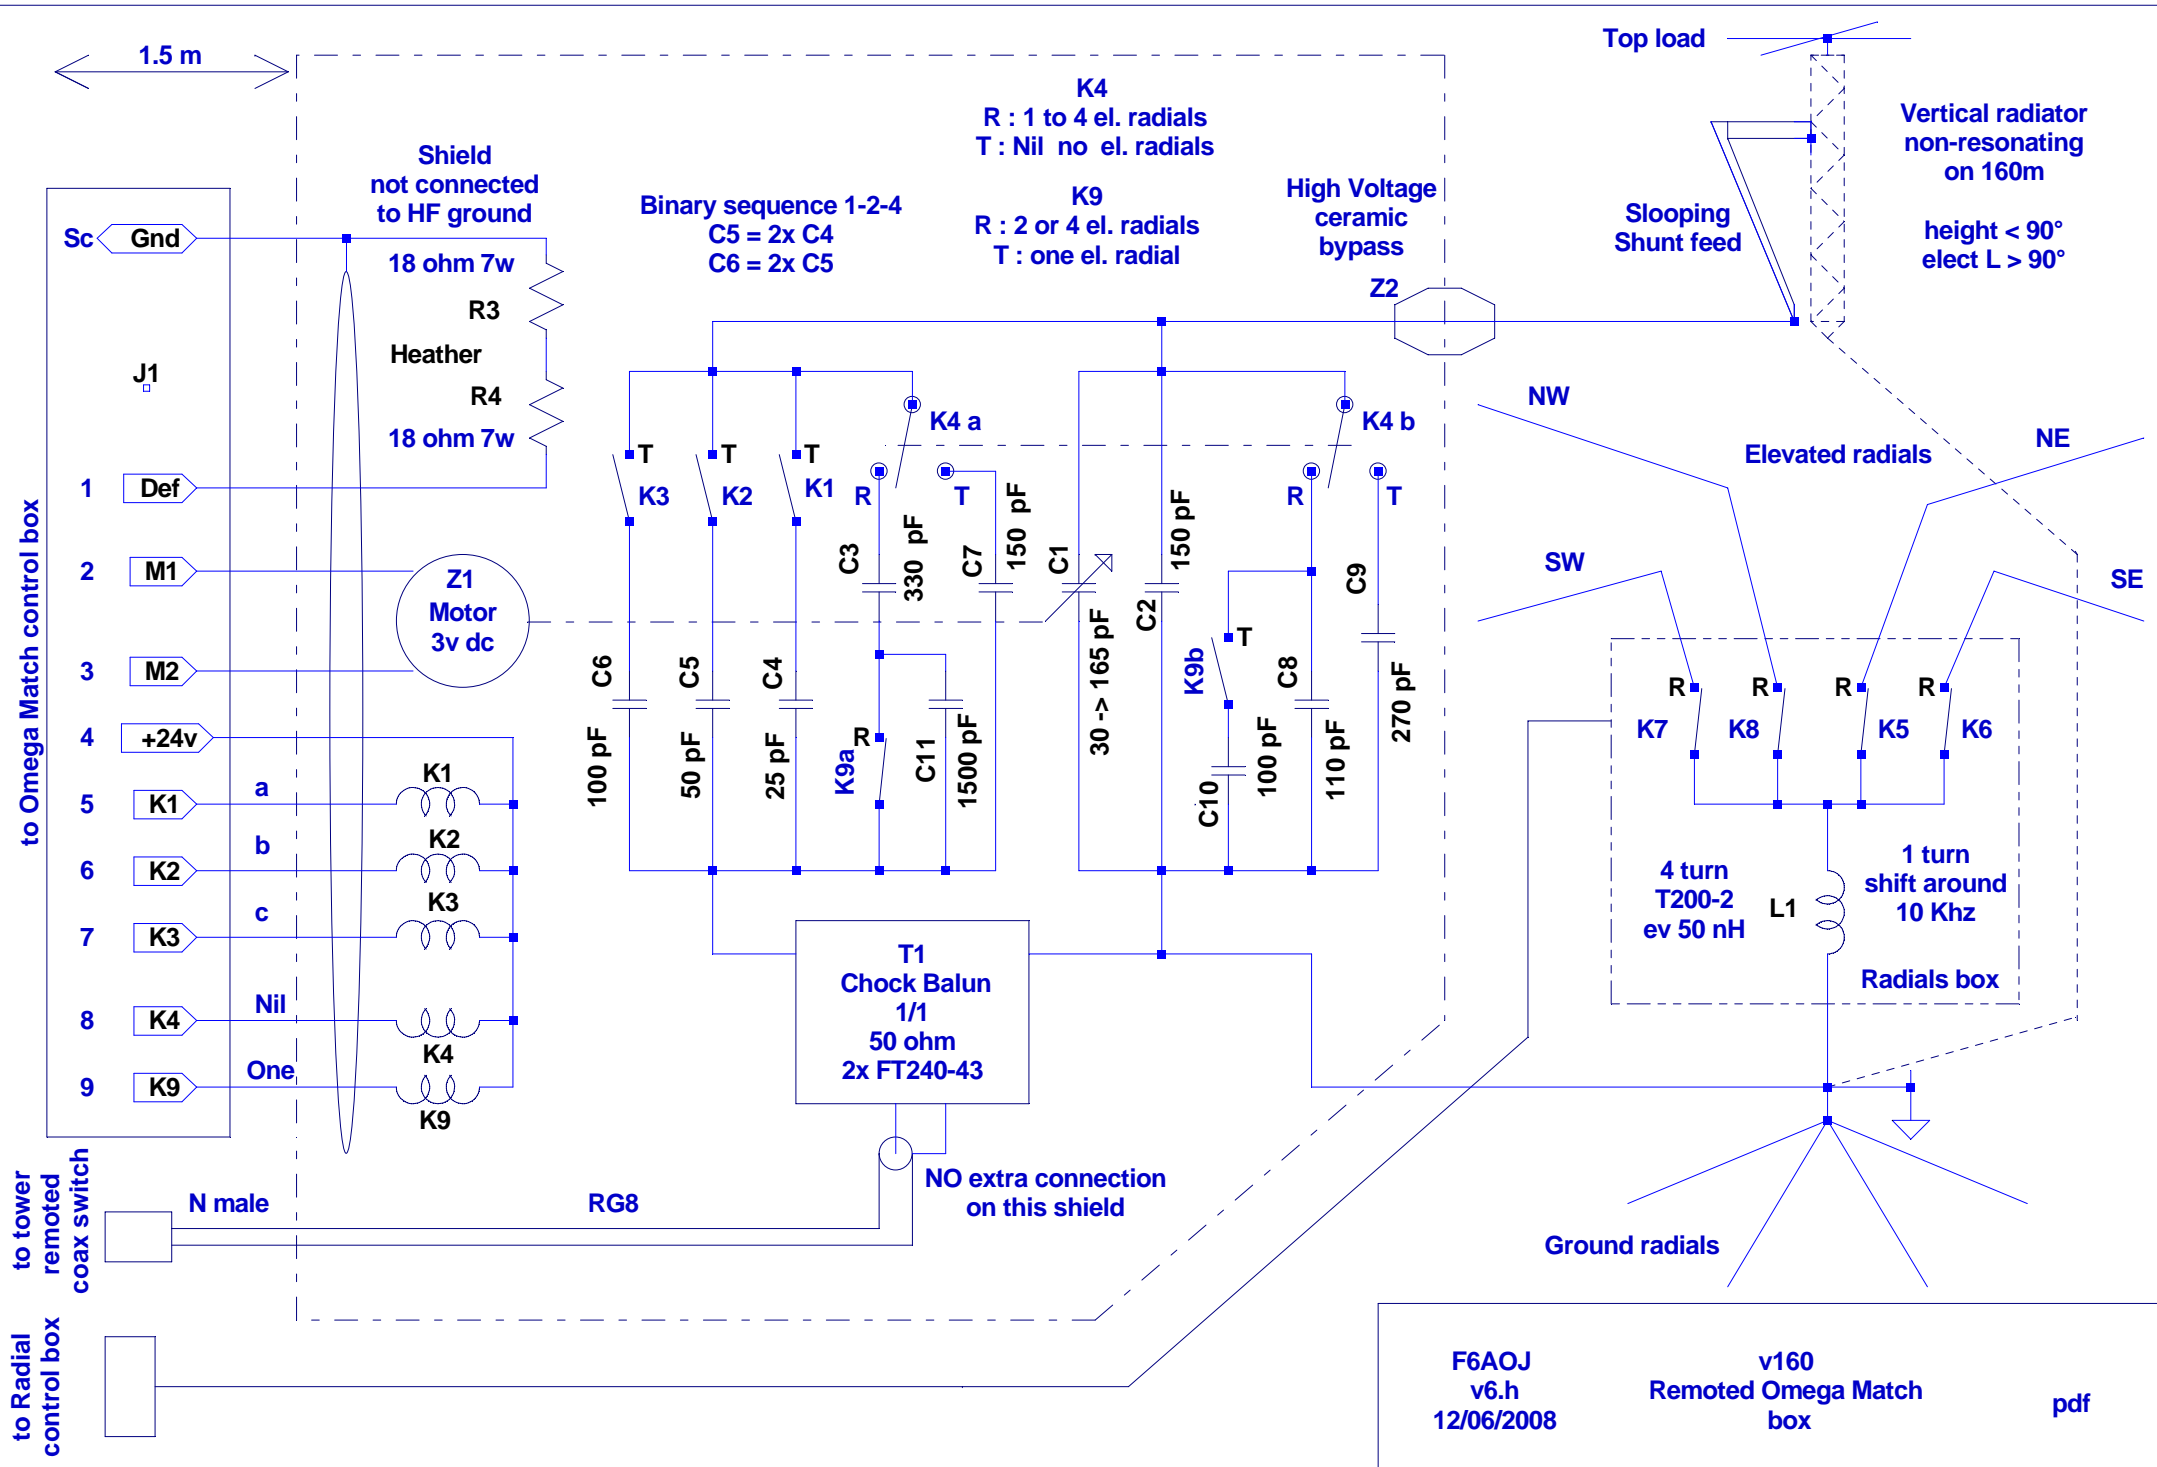 1.5 m
Top load
K4
R : 1 to 4 el. radials
T : Nil  no  el. radials
K9
R : 2 or 4 el. radials
T : one el. radial
Vertical radiator
non-resonating
on 160m
height < 90°
elect L > 90°
Shield
not connected
to HF ground
Binary sequence 1-2-4
C5 = 2x C4
C6 = 2x C5
High Voltage
ceramic
bypass
Z2
Slooping
Shunt feed
to Omega Match control box
J1
Sc
Gnd
18 ohm 7w
R3
Heather
R4
18 ohm 7w
1
Def
2
M1
3
M2
4
+24v
5
K1
a
6
K2
b
7
K3
c
8
K4
Nil
9
K9
One
Z1
Motor
3v dc
K1
K2
K3
K4
K9
T
K3
T
K2
T
K1
K4 a
R
T
K4 b
R
T
C3
330 pF
C7
150 pF
C1
30 -> 165 pF
C2
150 pF
C9
270 pF
C6
100 pF
C5
50 pF
C4
25 pF
R
K9a
C11
1500 pF
T
K9b
C10
100 pF
C8
110 pF
T1
Chock Balun
1/1
50 ohm
2x FT240-43
NO extra connection
on this shield
NW
NE
Elevated radials
SW
SE
R
K7
R
K8
R
K5
R
K6
4 turn
T200-2
ev 50 nH
L1
1 turn
shift around
10 Khz
Radials box
Ground radials
to tower
remoted
coax switch
N male
RG8
to Radial
control box
F6AOJ
v6.h
12/06/2008
v160
Remoted Omega Match
box
pdf